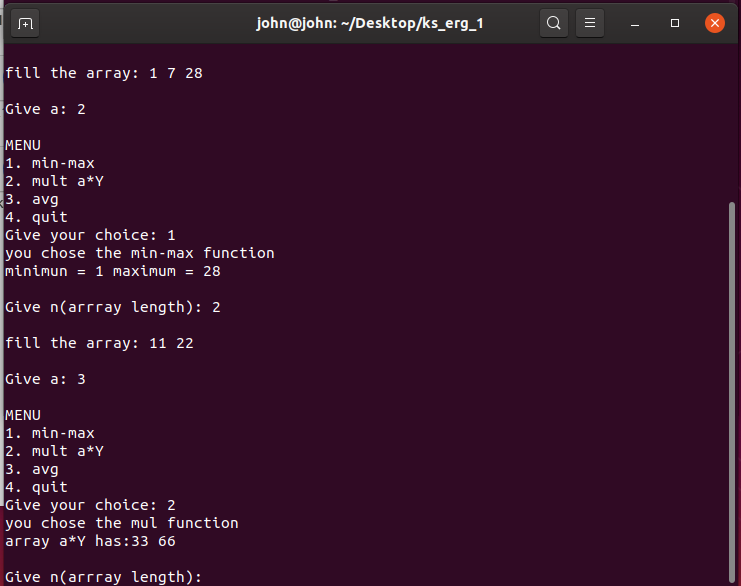 john@john: ~/Desktop/ks_erg_1
fill the array: 1 7 28
Give a: 2
MENU
1. min-max
2. mult a*Y
3. avg
4. quit
Give your choice: 1
you chose the min-max function
minimun = 1 maximum = 28
Give n(arrray length): 2
fill the array: 11 22
Give a: 3
MENU
1. min-max
2. mult a*Y
3. avg
4. quit
Give your choice: 2
you chose the mul function
array a*Y has:33 66
Give n(arrray length):